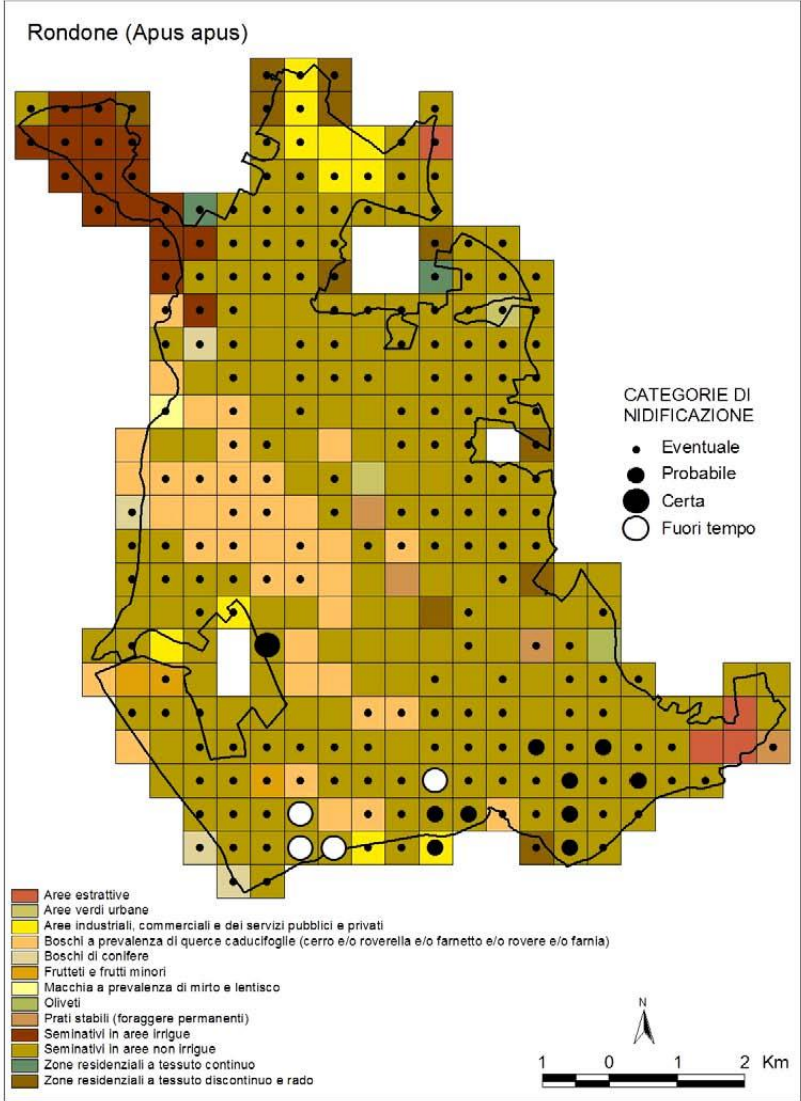 Rondone (Apus apus)
CATEGORIE DI
NIDIFICAZIONE
Eventuale
Probabile
Certa
Fuori tempo
Aree estrattive
Aree verdi urbane
Aree industriali, commerciali e dei servizi pubblici e privati
Boschi a prevalenza di querce caducifoglie (cerro e/o roverella e/o farnetto e/o rovere e/o farnia)
Boschi di conifere
Frutteti e frutti minori
Macchia a prevalenza di mirto e lentisco
Oliveti
Prati stabili (foraggere permanenti)
Seminativi in aree irrigue
Seminativi in aree non irrigue
Zone residenziali a tessuto continuo
Zone residenziali a tessuto discontinuo e rado
N
1 0 1 2 Km